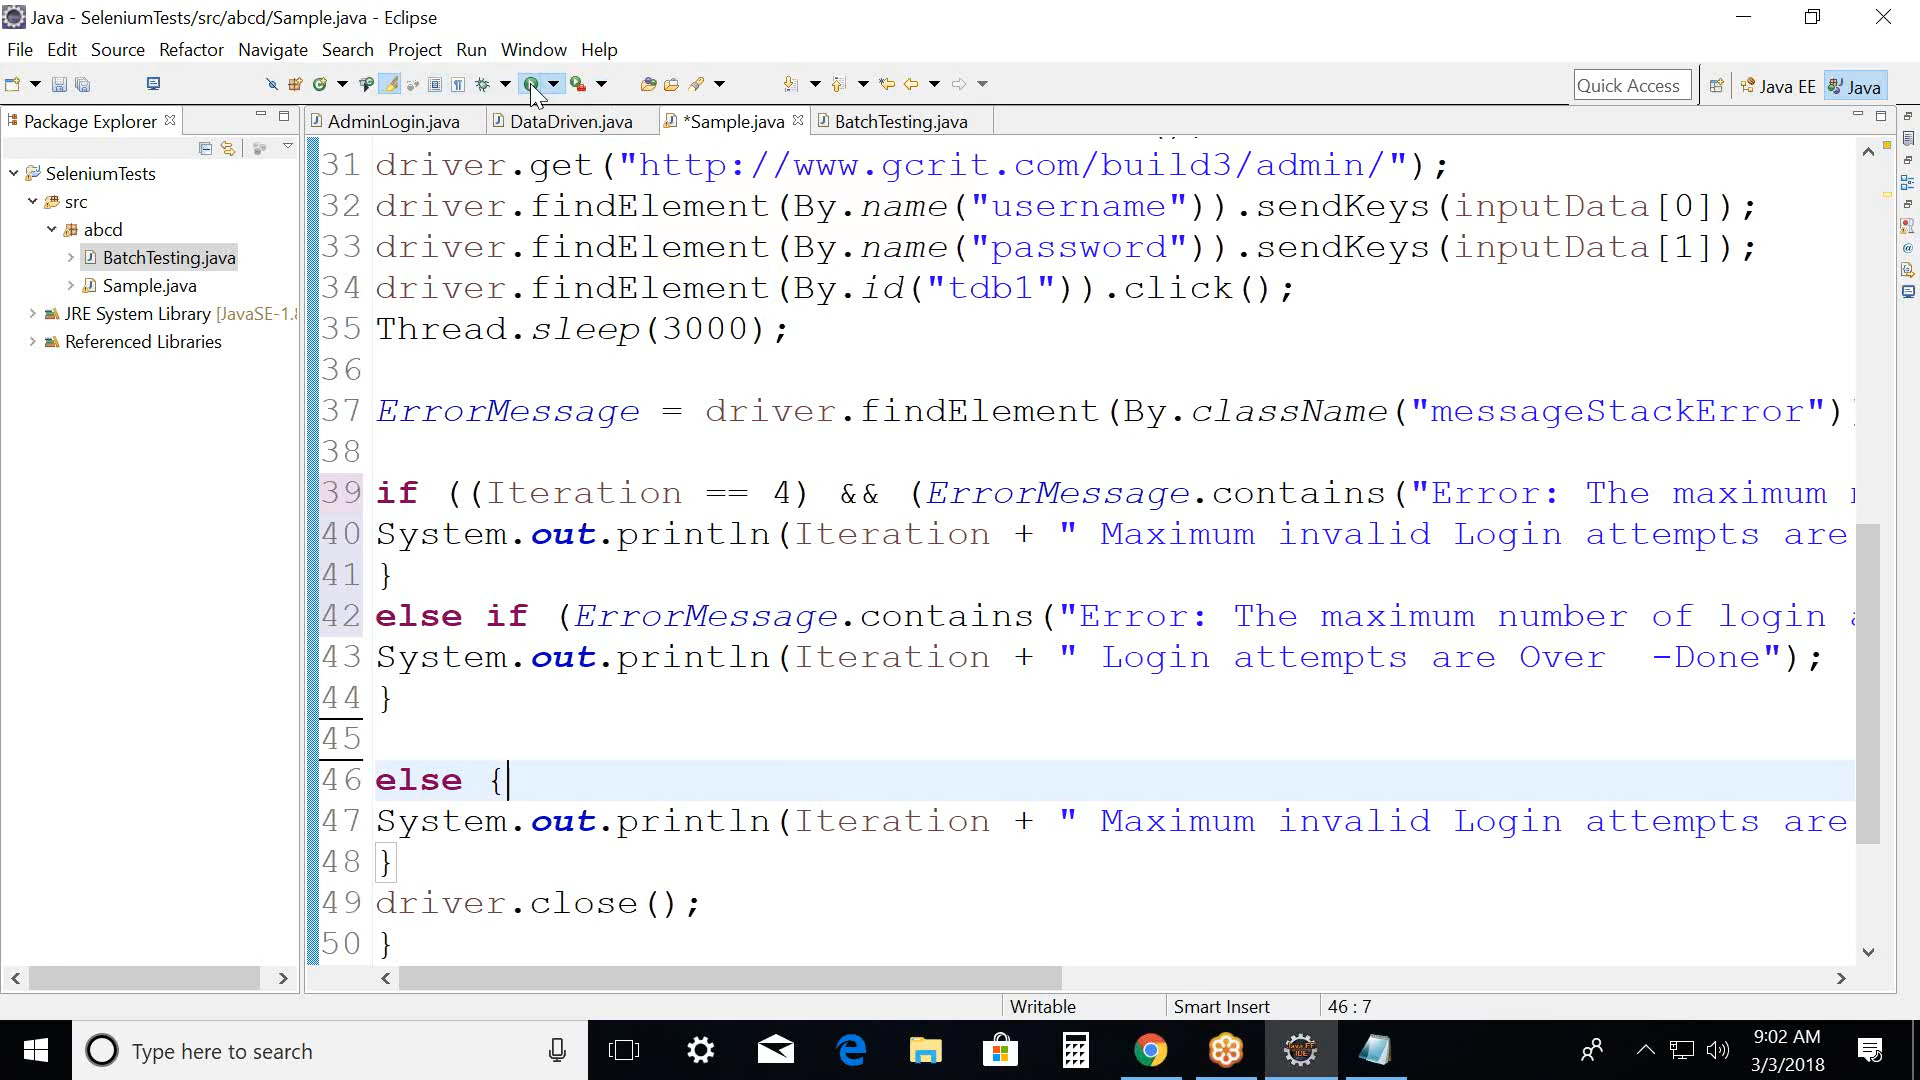 Java - SeleniumTests/src/abcd/Sample.java - Eclipse
File Edit Source Refactor Navigate Search Project Run Window Help
Quick Access Java EE Java
Package Explorer AdminLogin.java DataDriven.java *Sample.java BatchTesting.java
SeleniumTests
src
abcd
BatchTesting.java
Sample.java
JRE System Library [JavaSE-1.8
Referenced Libraries
31 driver.get("http://www.gcrit.com/build3/admin/");
32 driver.findElement(By.name("username")).sendKeys(inputData[0]);
33 driver.findElement(By.name("password")).sendKeys(inputData[1]);
34 driver.findElement(By.id("tdb1")).click();
35 Thread.sleep(3000);
36
37 ErrorMessage = driver.findElement(By.className("messageStackError")
38
39 if ((Iteration == 4) && (ErrorMessage.contains("Error: The maximum
40 System.out.println(Iteration + " Maximum invalid Login attempts are
41 }
42 else if (ErrorMessage.contains("Error: The maximum number of login
43 System.out.println(Iteration + " Login attempts are Over  -Done");
44 }
45
46 else {
47 System.out.println(Iteration + " Maximum invalid Login attempts are
48 }
49 driver.close();
50 }
Writable Smart Insert 46 : 7
Type here to search
9:02 AM
3/3/2018